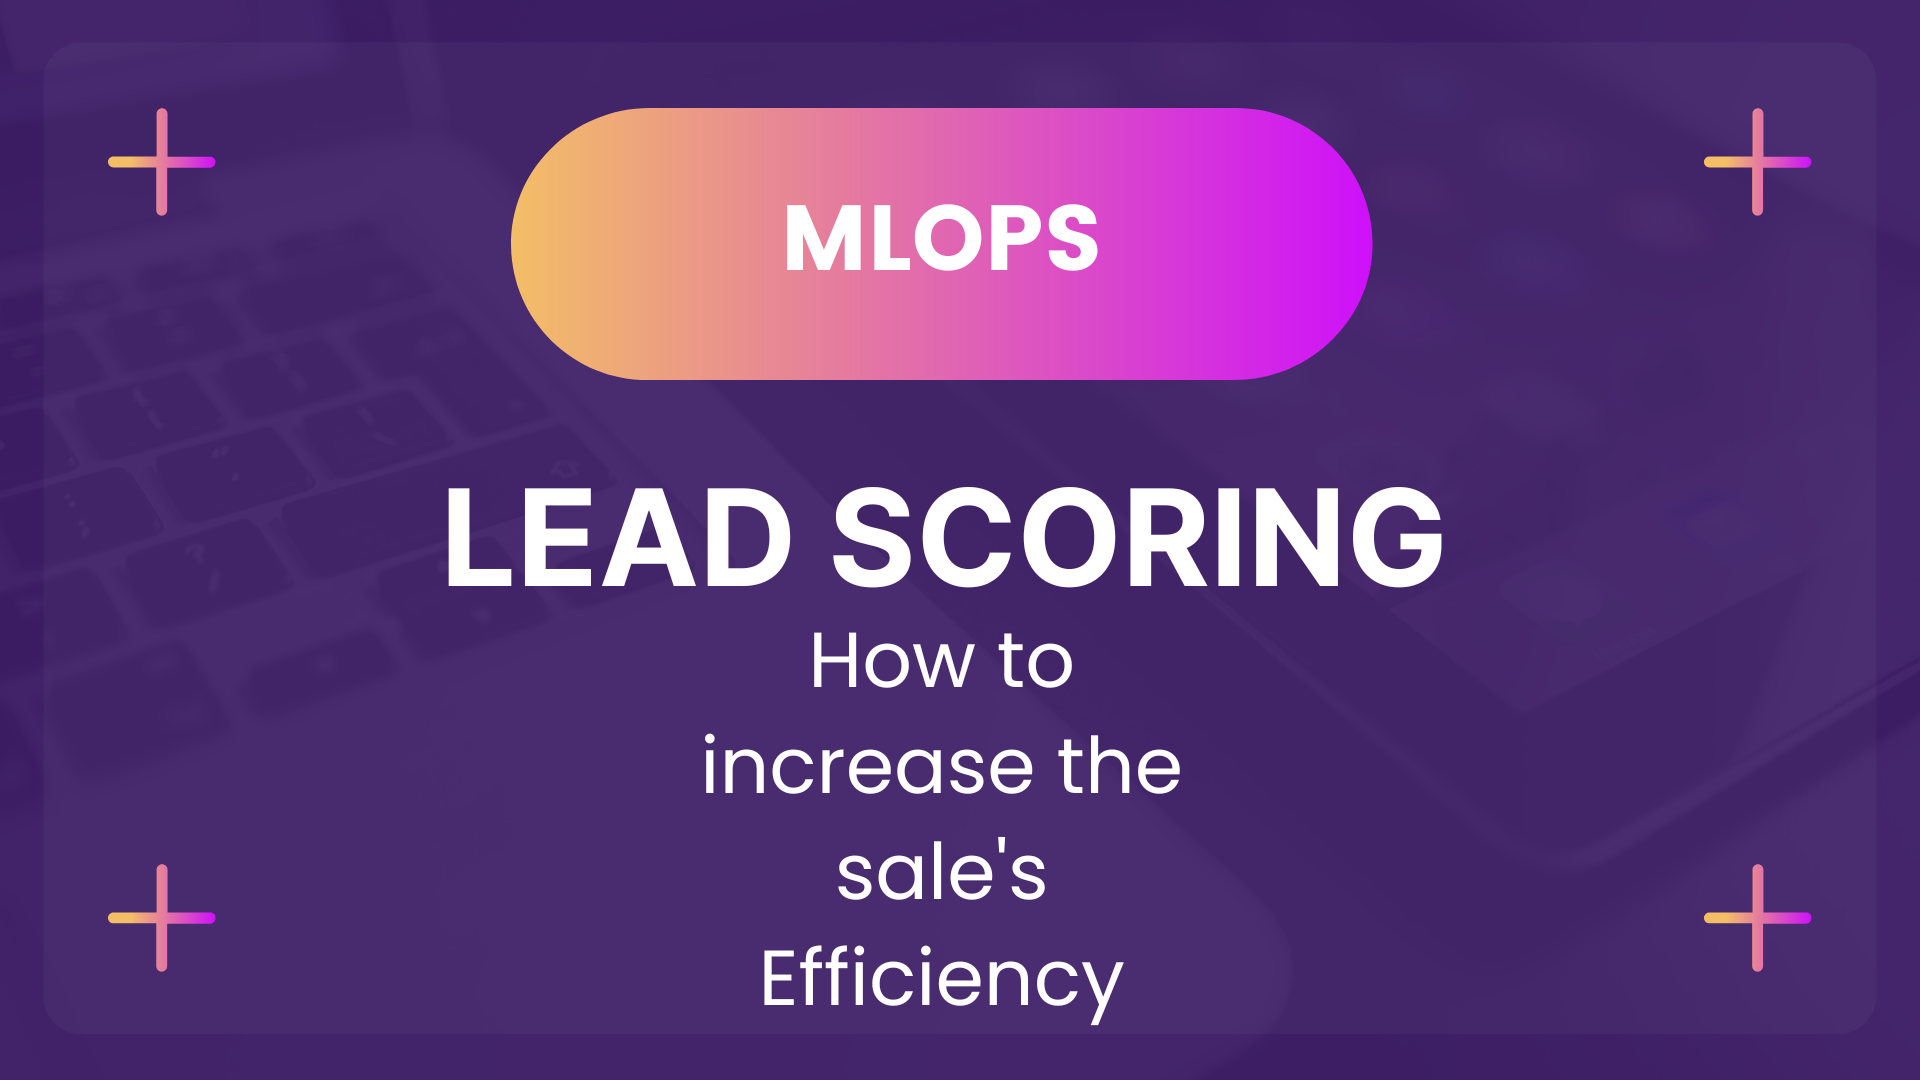 MLOPS
LEAD SCORING
How to
increase the
sale's
Efficiency